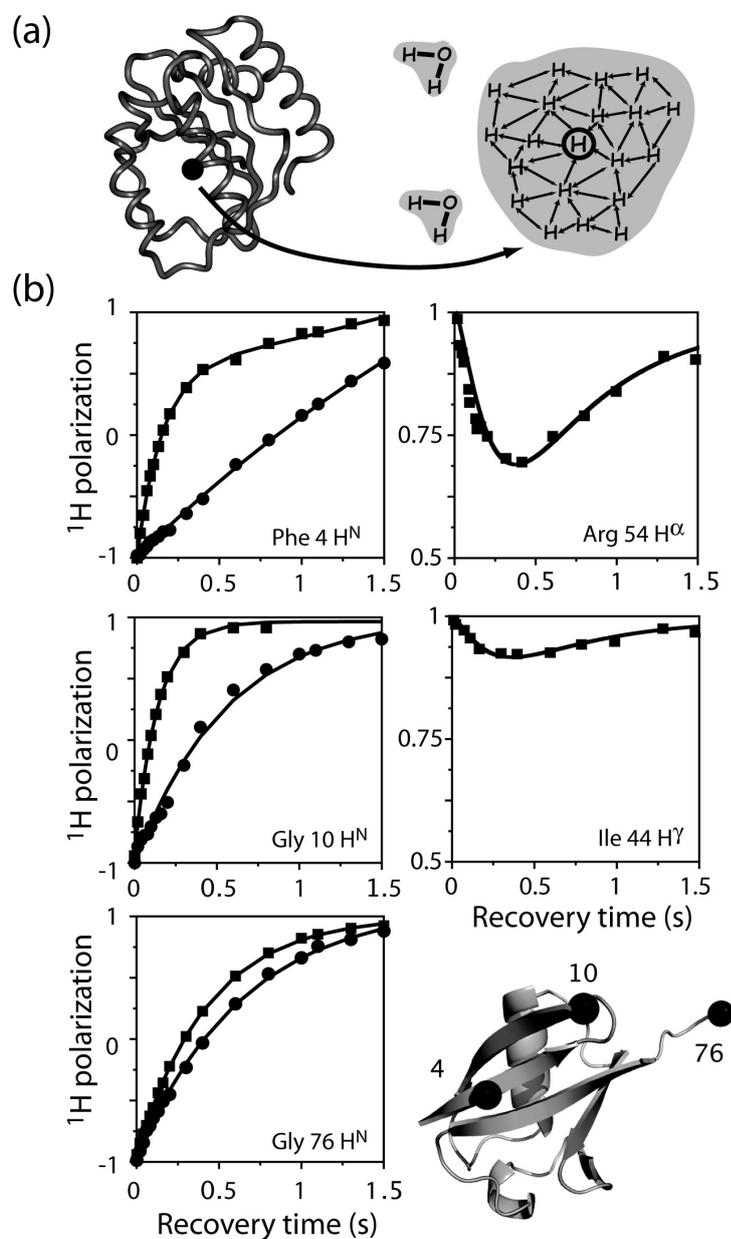 (a)
H O
H
H O
H
H H H H
H H H H
H H H H H
H H H
H H H H
(b)
1
0
-1
0 0.5 1 1.5
1H polarization
Phe 4 HN
1
0.75
0.5
0 0.5 1 1.5
Arg 54 Hα
1
0
-1
0 0.5 1 1.5
1H polarization
Gly 10 HN
1
0.75
0.5
0 0.5 1 1.5
Ile 44 Hγ
Recovery time (s)
1
0
-1
0 0.5 1 1.5
1H polarization
Gly 76 HN
Recovery time (s)
10
76
4